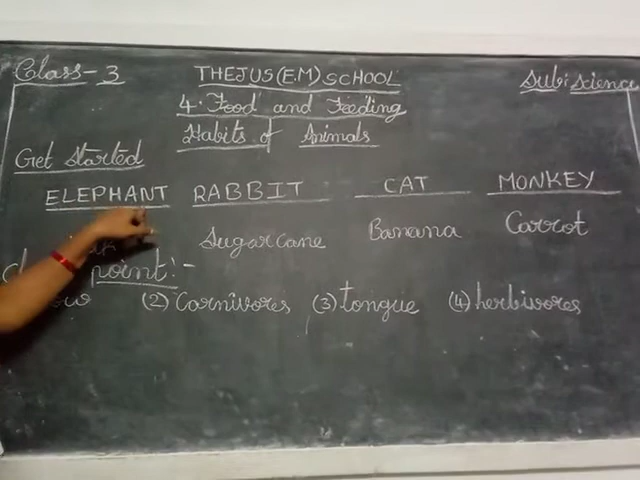 Class-3 THEJUS (E.M) SCHOOL Sub: Science
4. Food and Feeding
Habits of Animals
Get Started
ELEPHANT RABBIT CAT MONKEY
Sugarcane Banana Carrot
point:-
(2) Carnivores (3) tongue (4) herbivores